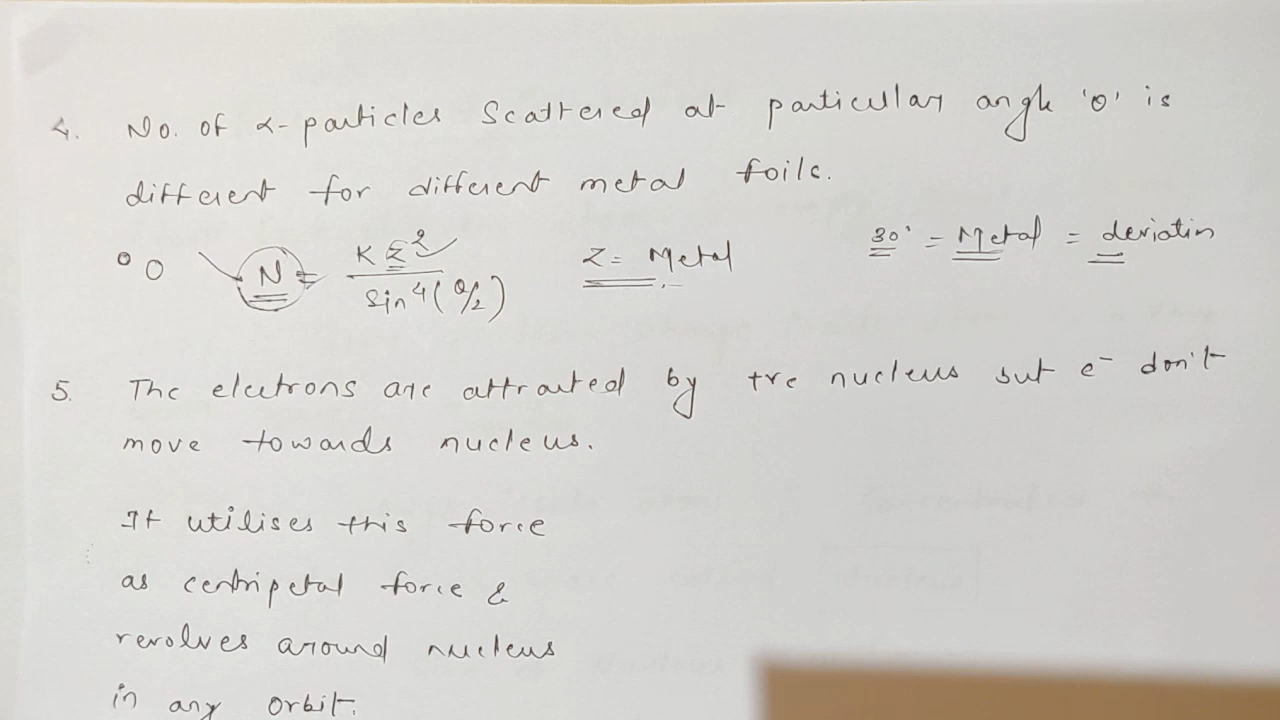 4. No. of α-particles Scattered at particular angle 'θ' is
different for different metal foils.
N = KZ²/sin⁴(θ/2) Z = Metal 30° = Metal = deviatin
5. The electrons are attracted by +ve nucleus but e⁻ don't
move towards nucleus.
It utilises this force
as centripetal force &
revolves around nucleus
in any orbit.